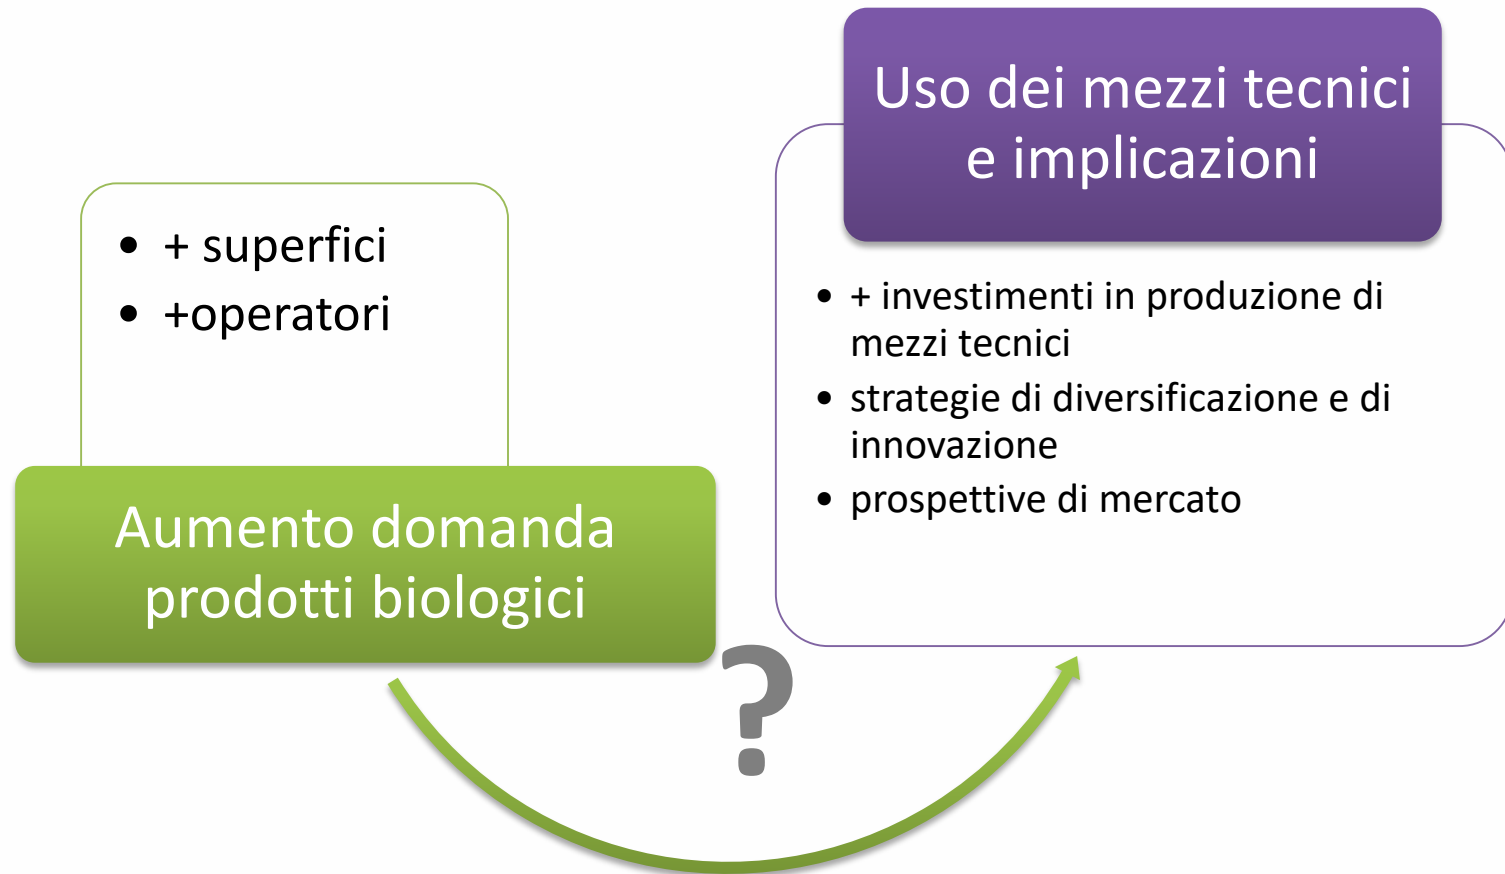 • + superfici
• +operatori
Aumento domanda
prodotti biologici
?
Uso dei mezzi tecnici
e implicazioni
• + investimenti in produzione di
mezzi tecnici
• strategie di diversificazione e di
innovazione
• prospettive di mercato